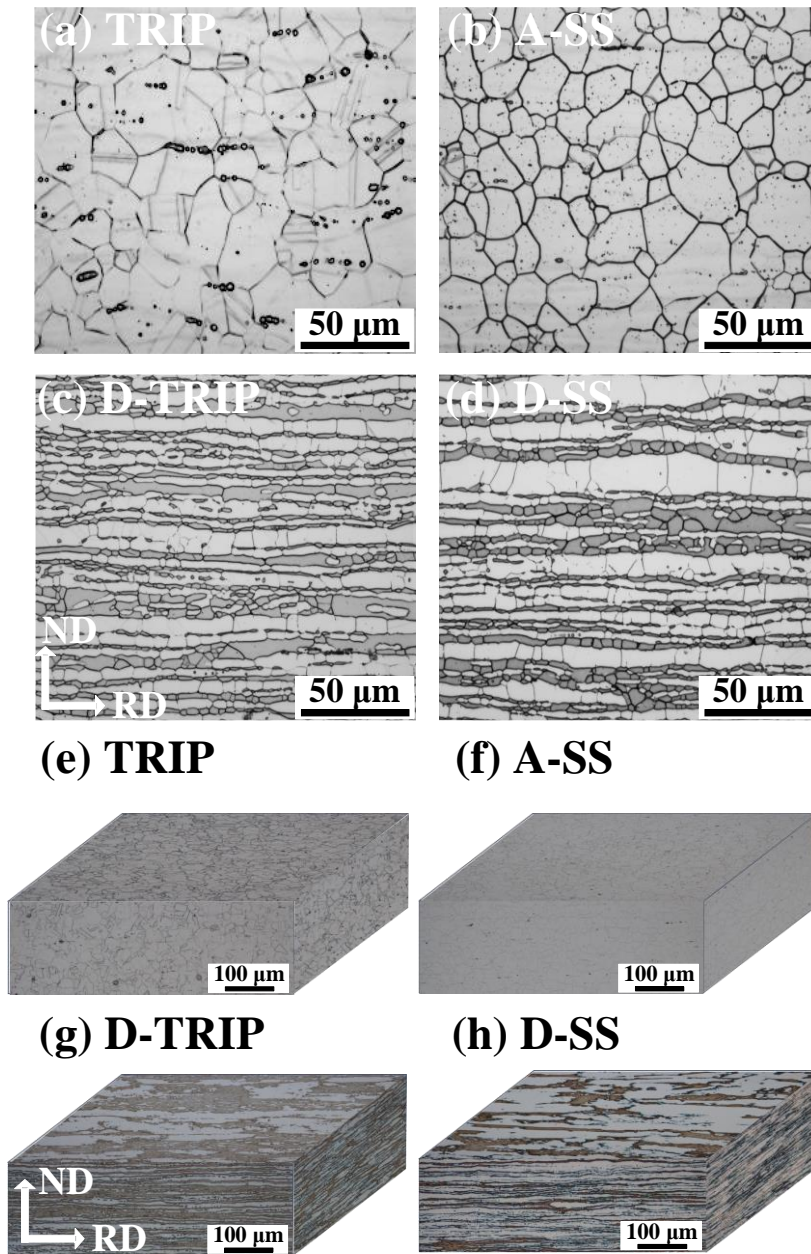 (a) TRIP
(b) A-SS
50 μm
50 μm
(c) D-TRIP
(d) D-SS
ND
RD
50 μm
50 μm
(e) TRIP
(f) A-SS
100 μm
100 μm
(g) D-TRIP
(h) D-SS
ND
RD
100 μm
100 μm